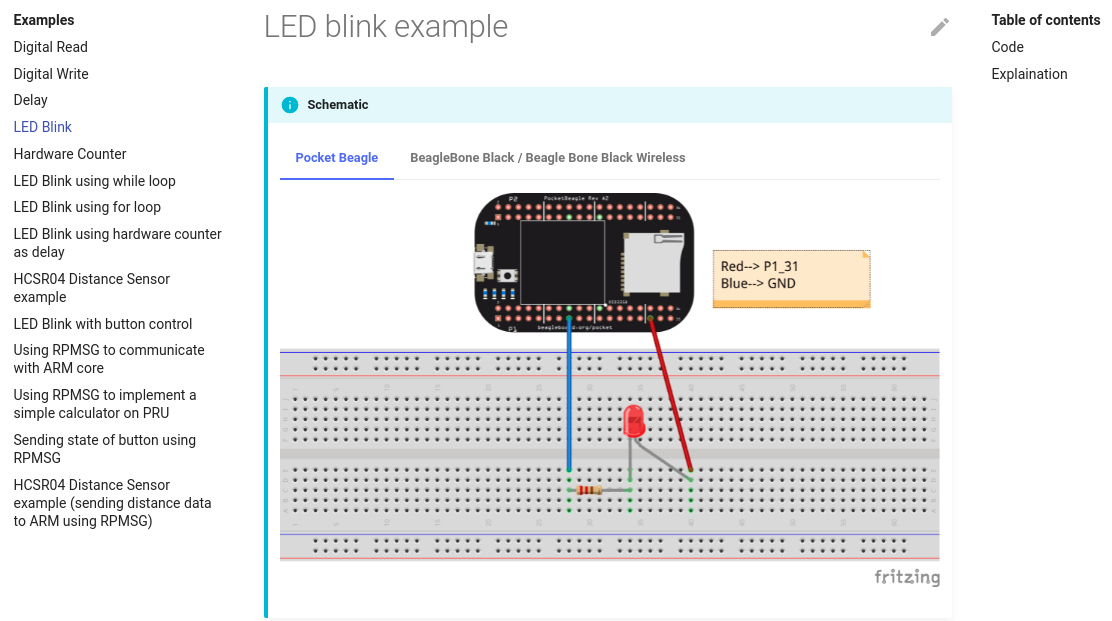 Examples
Digital Read
Digital Write
Delay
LED Blink
Hardware Counter
LED Blink using while loop
LED Blink using for loop
LED Blink using hardware counter
as delay
HCSR04 Distance Sensor
example
LED Blink with button control
Using RPMSG to communicate
with ARM core
Using RPMSG to implement a
simple calculator on PRU
Sending state of button using
RPMSG
HCSR04 Distance Sensor
example (sending distance data
to ARM using RPMSG)
LED blink example
Schematic
Pocket Beagle
BeagleBone Black / Beagle Bone Black Wireless
P2
PocketBeagle Rev A2
P1
Red--> P1_31
Blue--> GND
fritzing
Table of contents
Code
Explaination